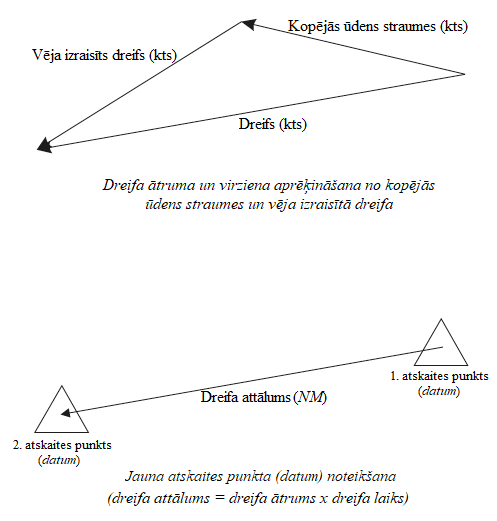 Kopējās ūdens straumes (kts)
Vēja izraisīts dreifs (kts)
Dreifs (kts)
Dreifa ātruma un virziena aprēķināšana no kopējās
ūdens straumes un vēja izraisītā dreifa
1. atskaites punkts
(datum)
Dreifa attālums (NM)
2. atskaites punkts
(datum)
Jauna atskaites punkta (datum) noteikšana
(dreifa attālums = dreifa ātrums x dreifa laiks)